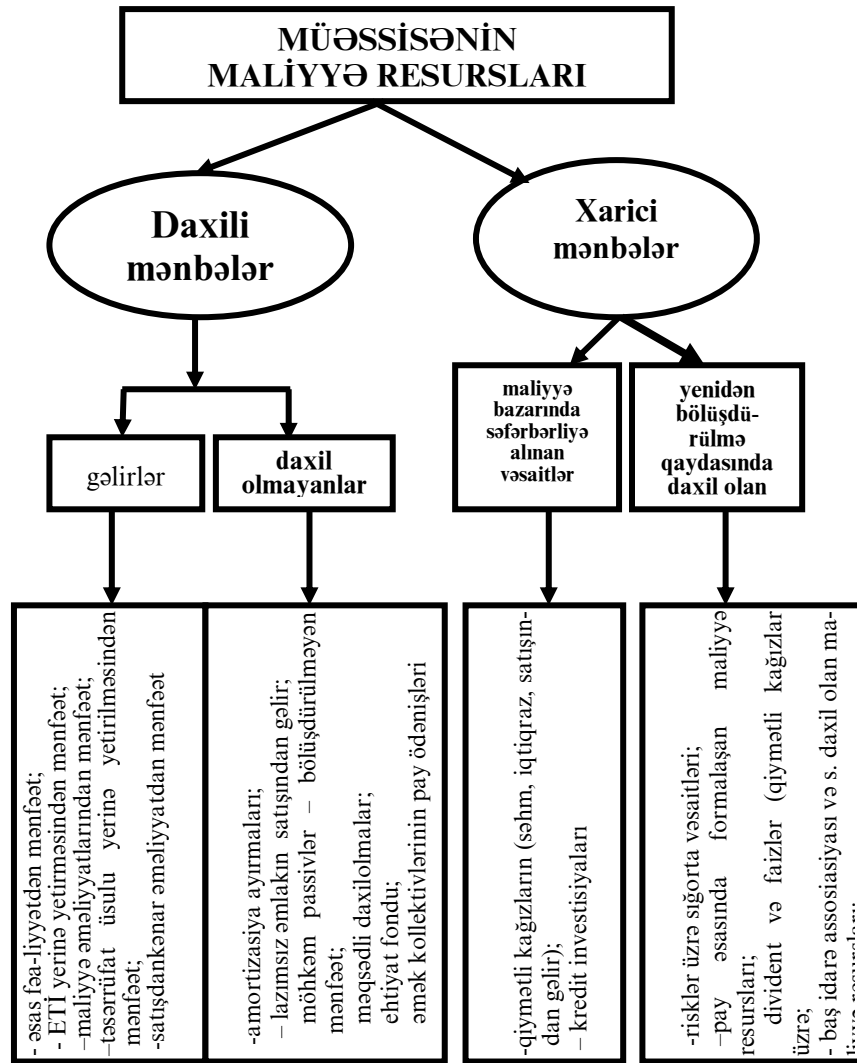 MÜƏSSİSƏNİN
MALİYYƏ RESURSLARI
Daxili
mənbələr
Xarici
mənbələr
gəlirlər
daxil
olmayanlar
maliyyə
bazarında
səfərbərliyə
alınan
vəsaitlər
yenidən
bölüşdü-
rülmə
qaydasında
daxil olan
- əsas fəa-liyyətdən mənfəət;
- ETİ yerinə yetirməsindən mənfəət;
–maliyyə əməliyyatlarından mənfəət;
–təsərrüfat üsulu yerinə yetirilməsindən
mənfəət;
-satışdankənar əməliyyatdan mənfəət
-amortizasiya ayırmaları;
– lazımsız əmlakın satışından gəlir;
möhkəm passivlər – bölüşdürülməyən
mənfəət;
məqsədli daxilolmalar;
ehtiyat fondu;
əmək kollektivlərinin pay ödənişləri
-qiymətli kağızların (səhm, iqtiqraz, satışın-
dan gəlir);
– kredit investisiyaları
-risklər üzrə sığorta vəsaitləri;
–pay əsasında formalaşan maliyyə
resursları;
divident və faizlər (qiymətli kağızlar
üzrə;
- baş idarə assosiasiyası və s. daxil olan ma-